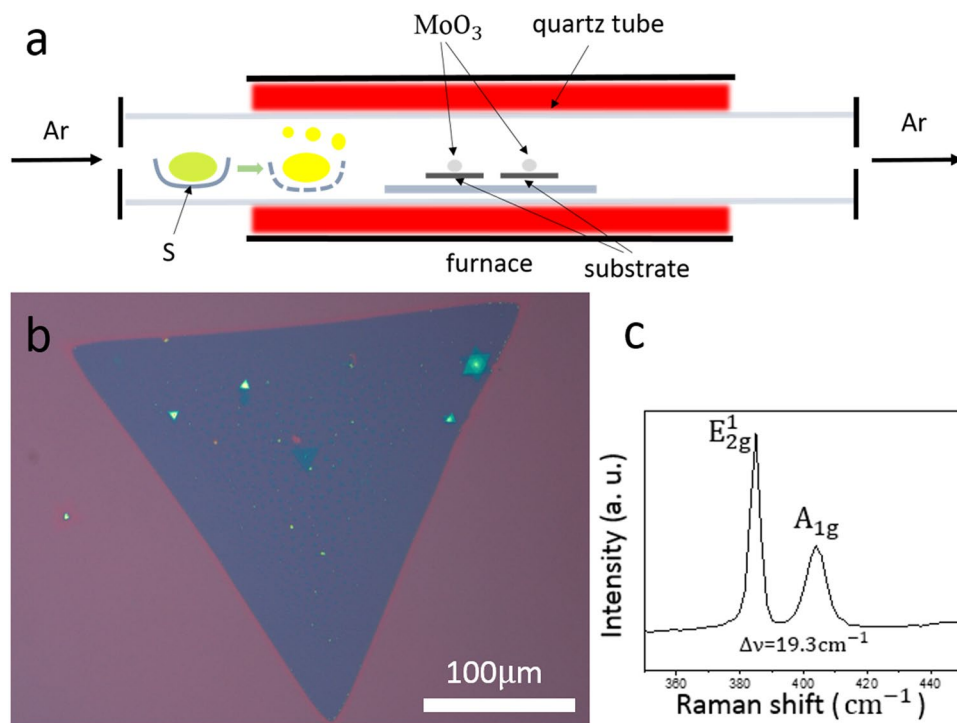 a
MoO₃
quartz tube
Ar
Ar
S
furnace
substrate
b
100μm
c
E¹₂g
A₁g
Δν=19.3cm⁻¹
Intensity (a. u.)
360 380 400 420 440
Raman shift (cm⁻¹)